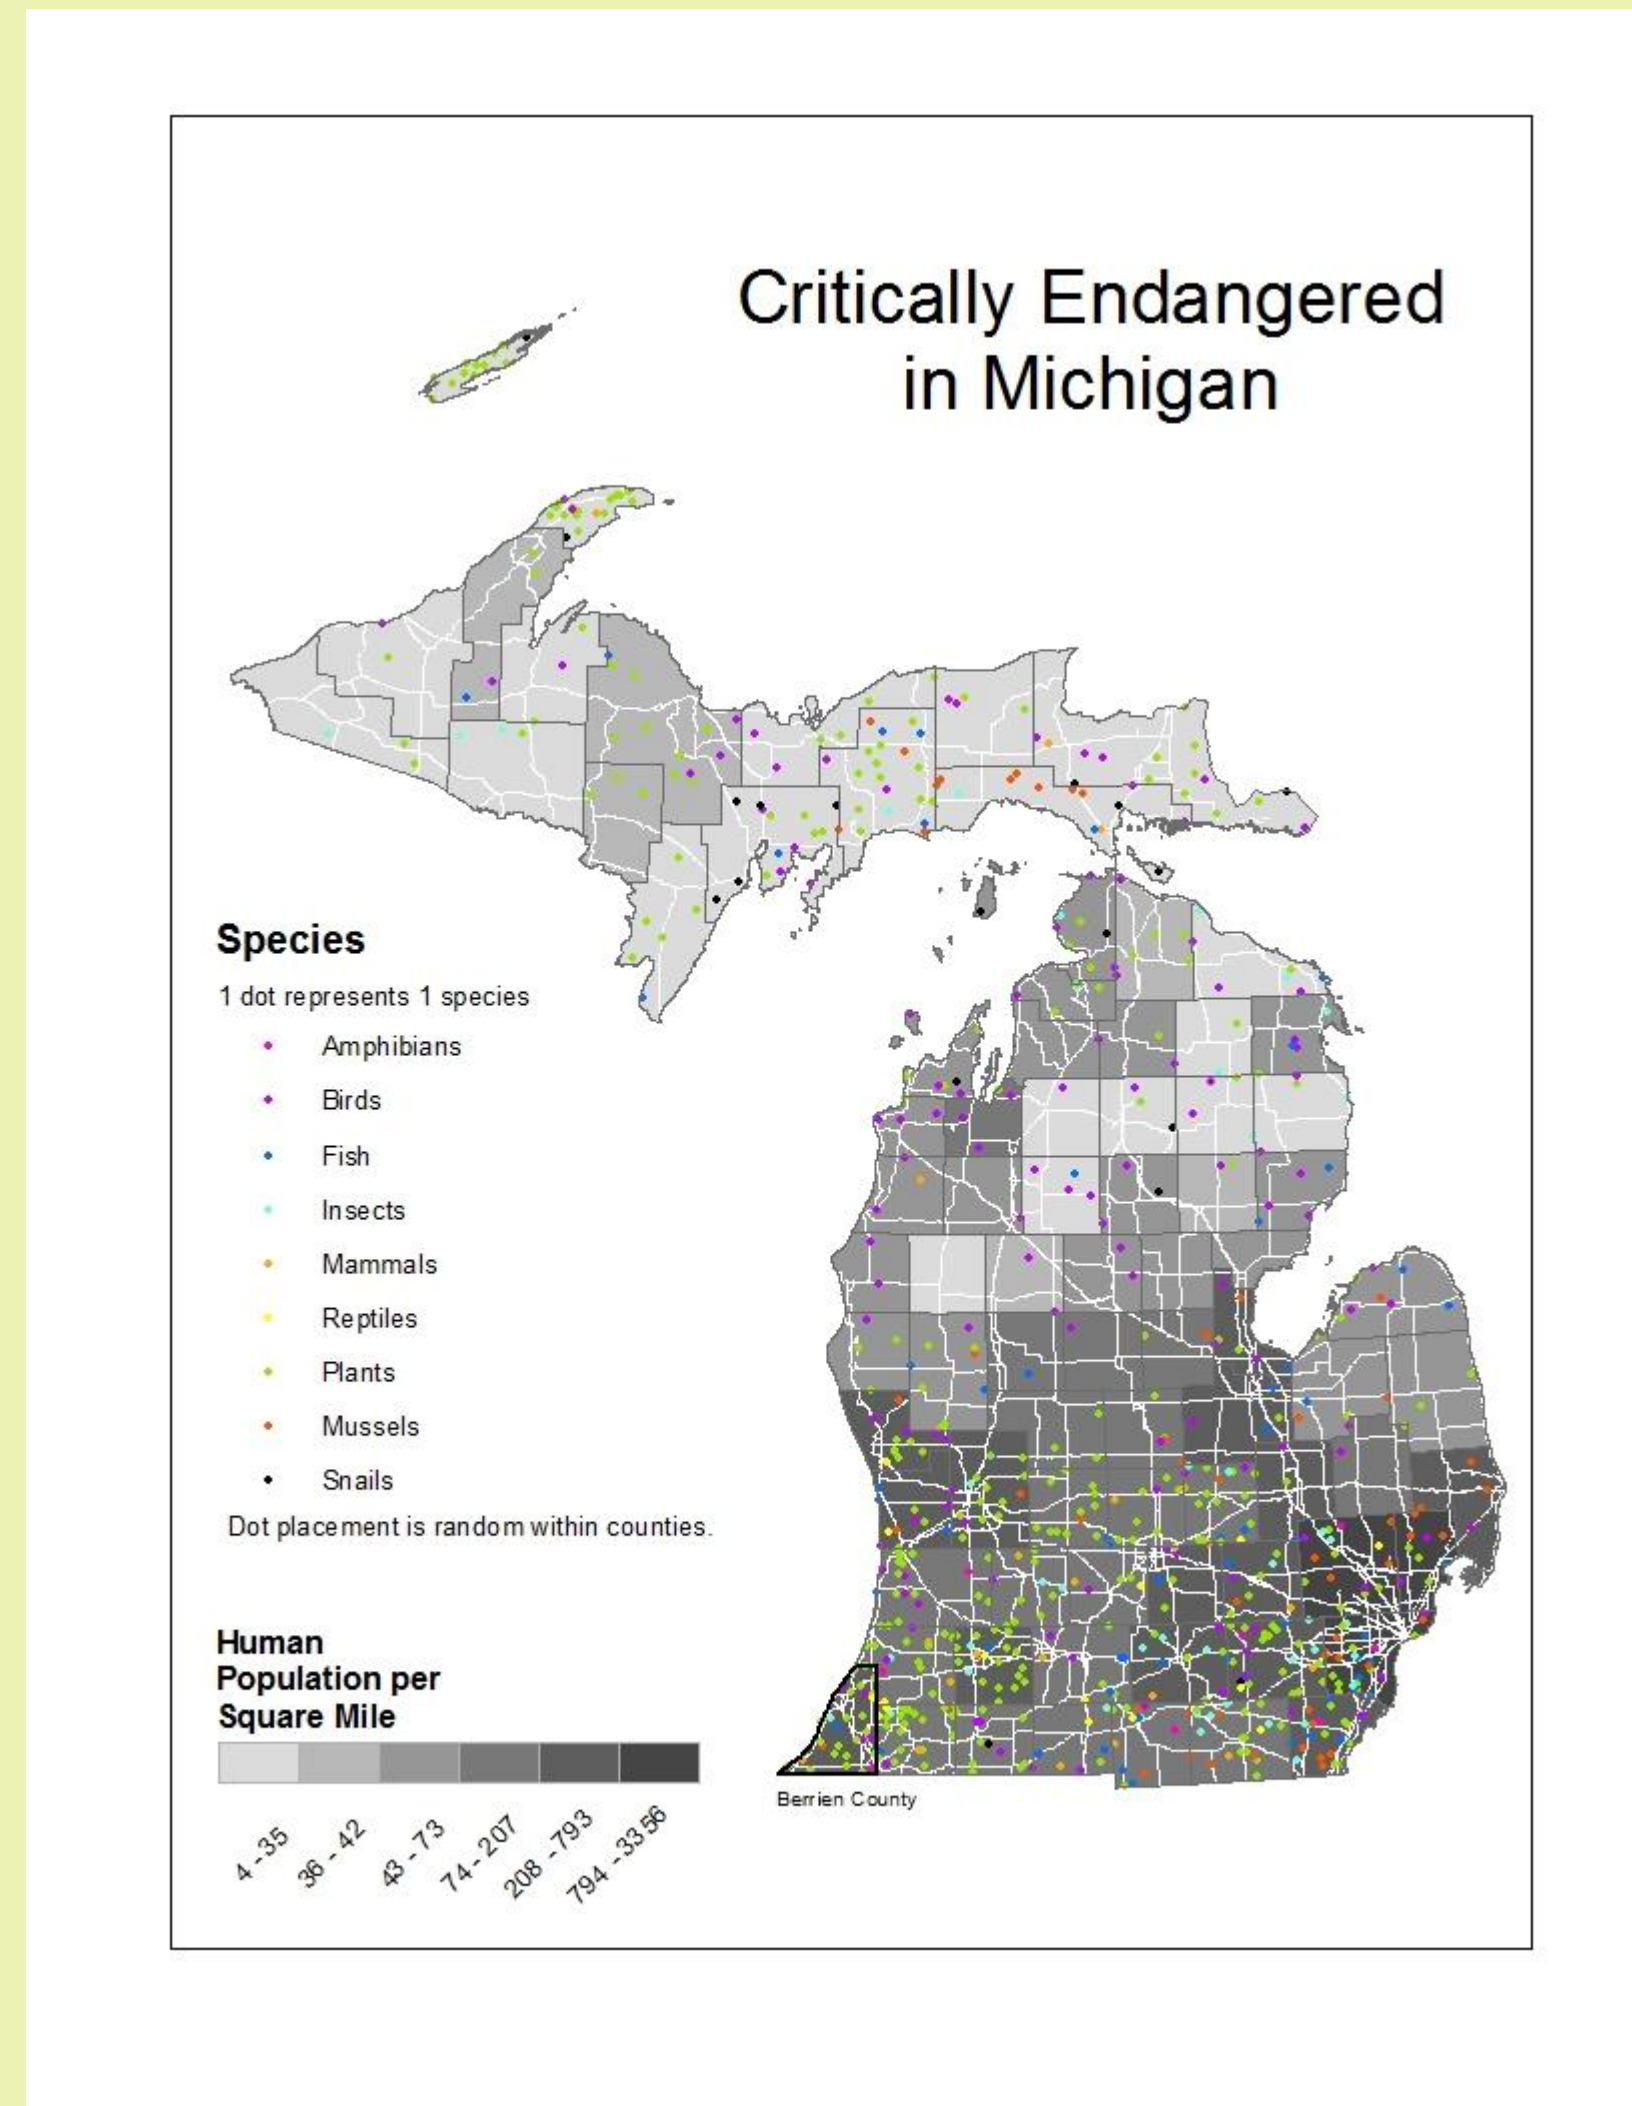 Critically Endangered
in Michigan
Species
1 dot represents 1 species
Amphibians
Birds
Fish
Insects
Mammals
Reptiles
Plants
Mussels
Snails
Dot placement is random within counties.
Human
Population per
Square Mile
4 - 35
36 - 42
43 - 73
74 - 207
208 - 793
794 - 3356
Berrien County